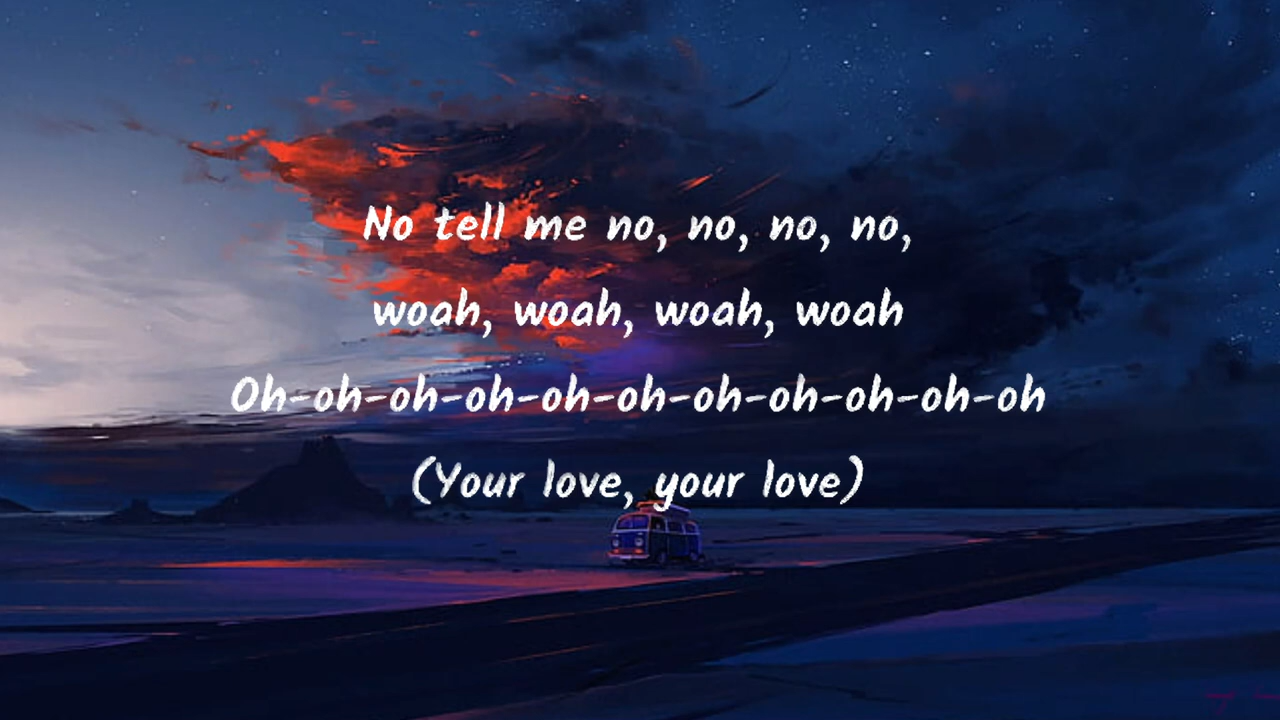 No tell me no, no, no, no,
woah, woah, woah, woah
Oh-oh-oh-oh-oh-oh-oh-oh-oh-oh-oh
(Your love, your love)